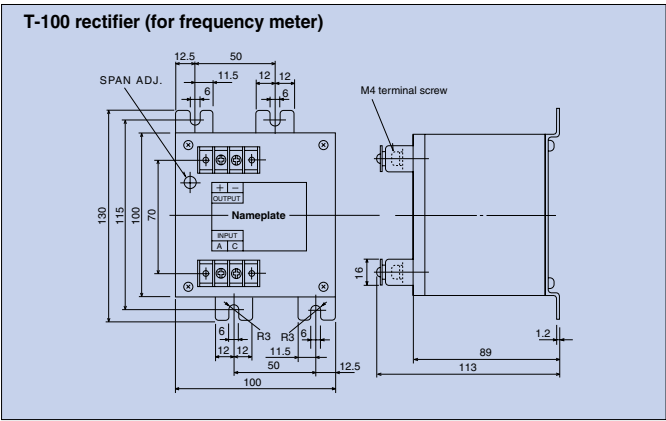 T-100 rectifier (for frequency meter)
12.5 50
11.5 12 12
SPAN ADJ.
6 6
M4 terminal screw
130 115 100 70
+ −
OUTPUT
Nameplate
INPUT
A C
16
R3 R3
6 6
1.2
12 12 11.5
50 12.5
89
100
113